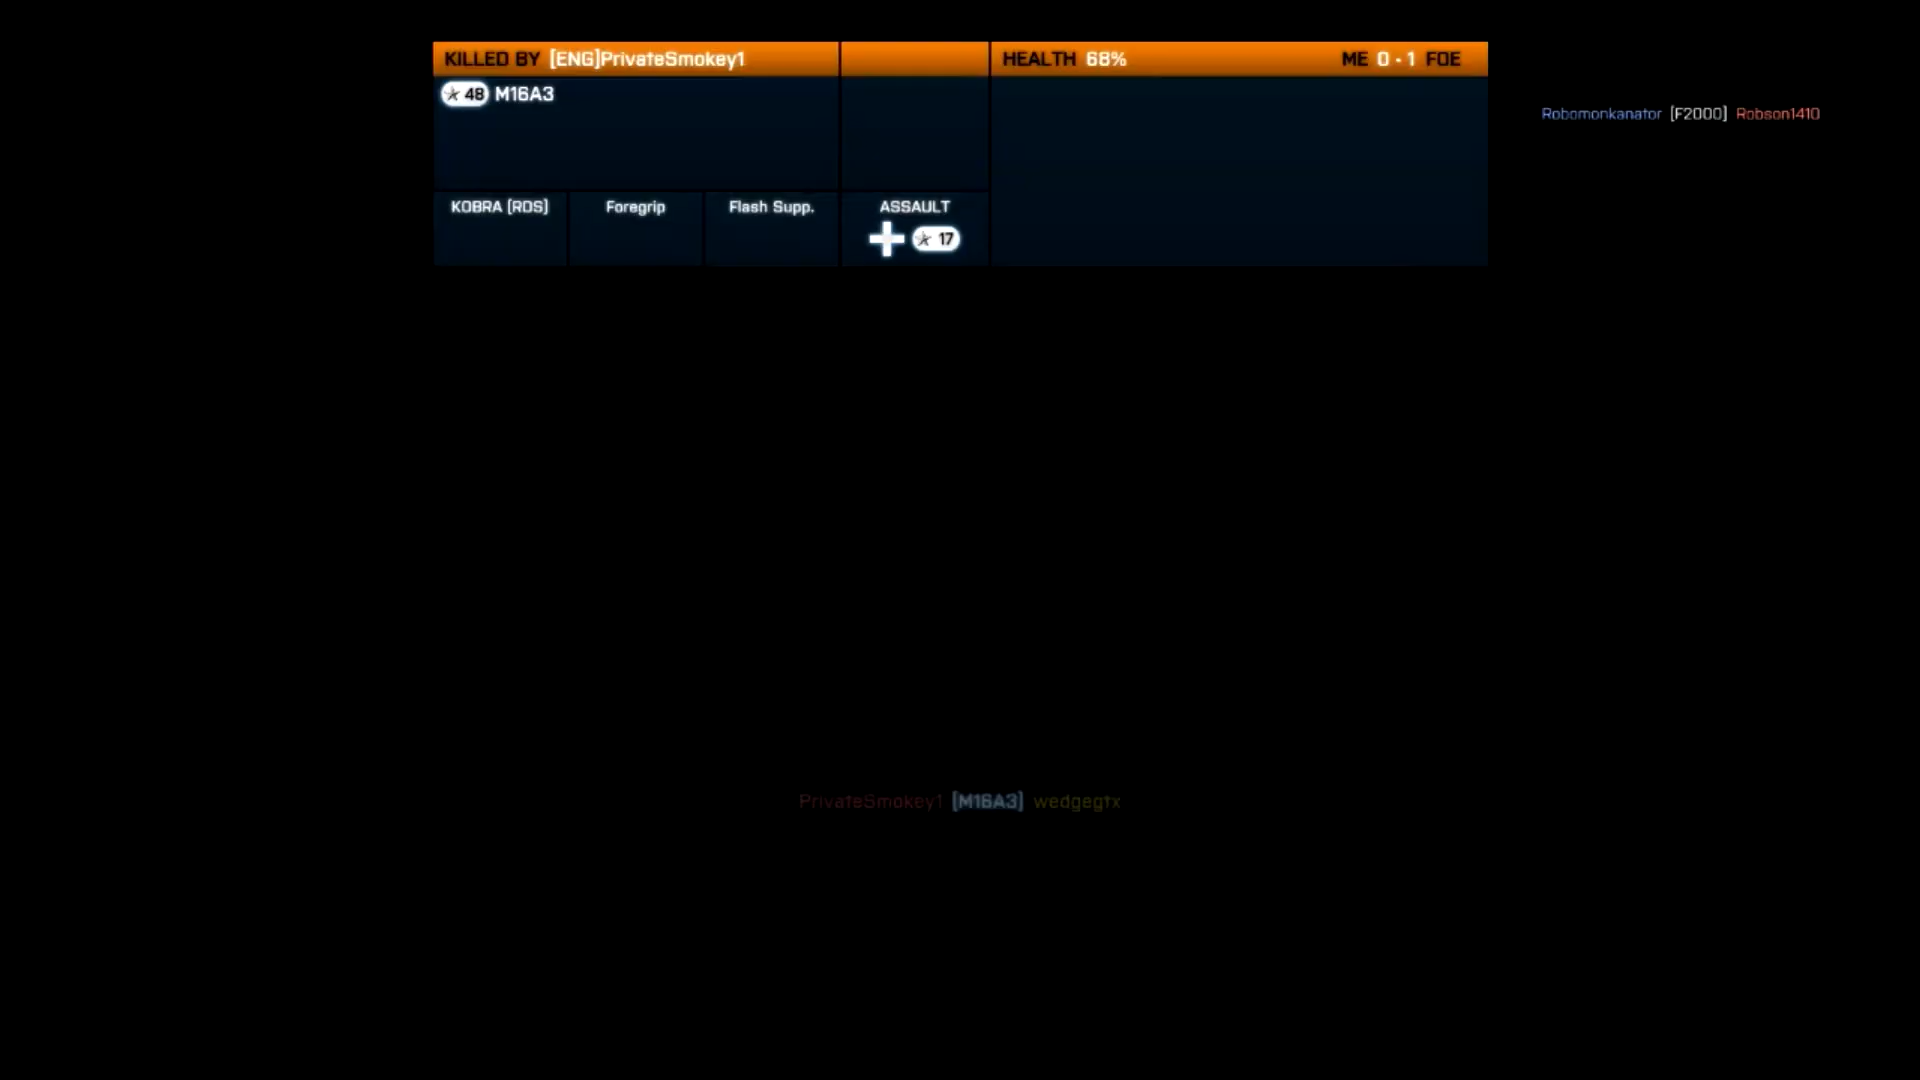 KILLED BY [ENG]PrivateSmokey1 HEALTH 68% ME 0 - 1 FOE
48 M16A3
Robomonkanator [F2000] Robson1410
KOBRA [RDS] Foregrip Flash Supp. ASSAULT
17
PrivateSmokey1 [M16A3] wedgegtx